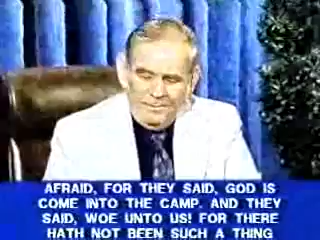 AFRAID, FOR THEY SAID, GOD IS
COME INTO THE CAMP. AND THEY
SAID, WOE UNTO US! FOR THERE
HATH NOT BEEN SUCH A THING